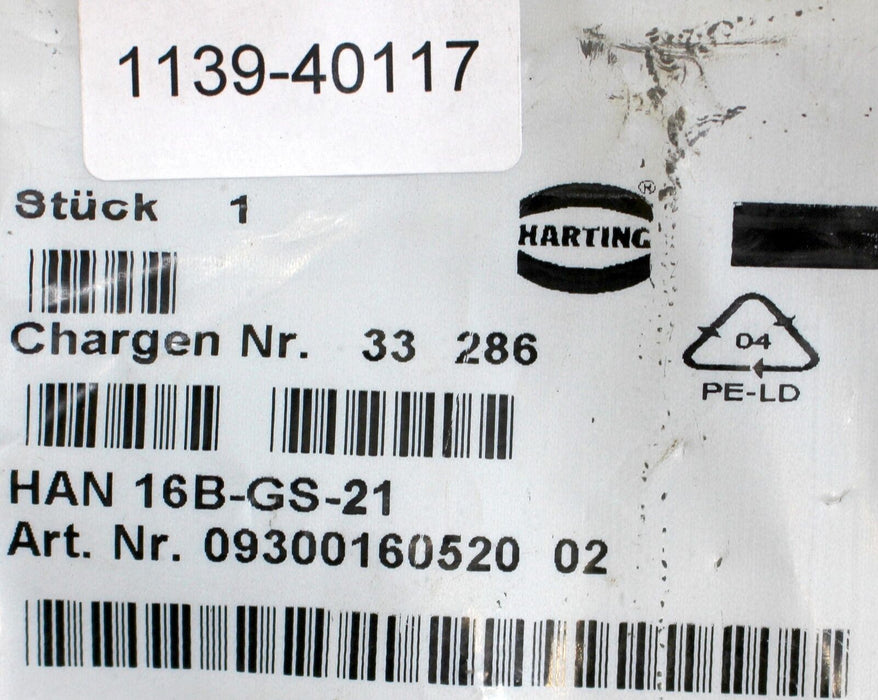 1139-40117
Stück 1
HARTING ®
Chargen Nr. 33 286
04
PE-LD
HAN 16B-GS-21
Art. Nr. 09300160520 02